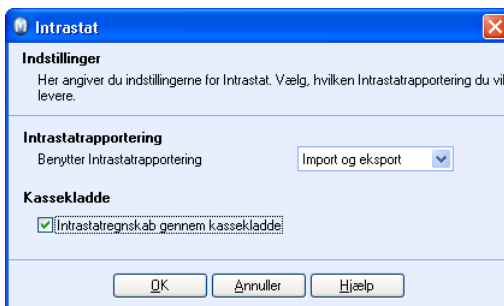 Intrastat
Indstillinger
Her angiver du indstillingerne for Intrastat. Vælg, hvilken Intrastatrapportering du vil
levere.
Intrastatrapportering
Benytter Intrastatrapportering Import og eksport
Kassekladde
Intrastatregnskab gennem kassekladde
OK Annuller Hjælp